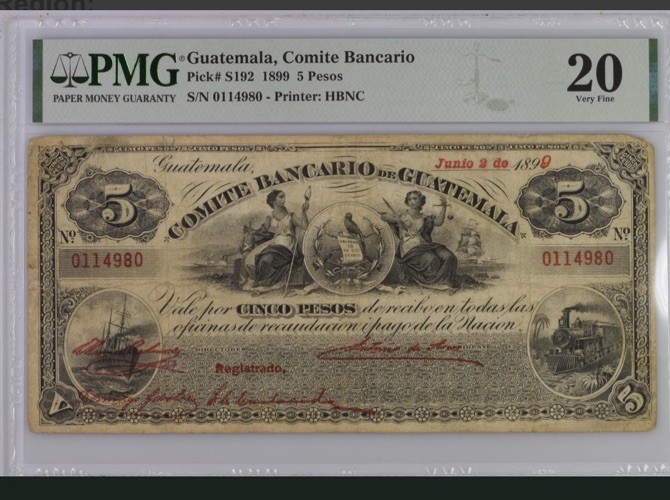 Region:
PMG
PAPER MONEY GUARANTY
Guatemala, Comite Bancario
Pick# S192 1899 5 Pesos
S/N 0114980 - Printer: HBNC
20
Very Fine
Guatemala, Junio 2 de 1899
COMITE BANCARIO DE GUATEMALA
5 5
Nº Nº
0114980 0114980
Vale por CINCO PESOS de recibo en todas las
oficinas de recaudacion i pago de la Nacion.
DIRECTORES
Registrado,
V 5